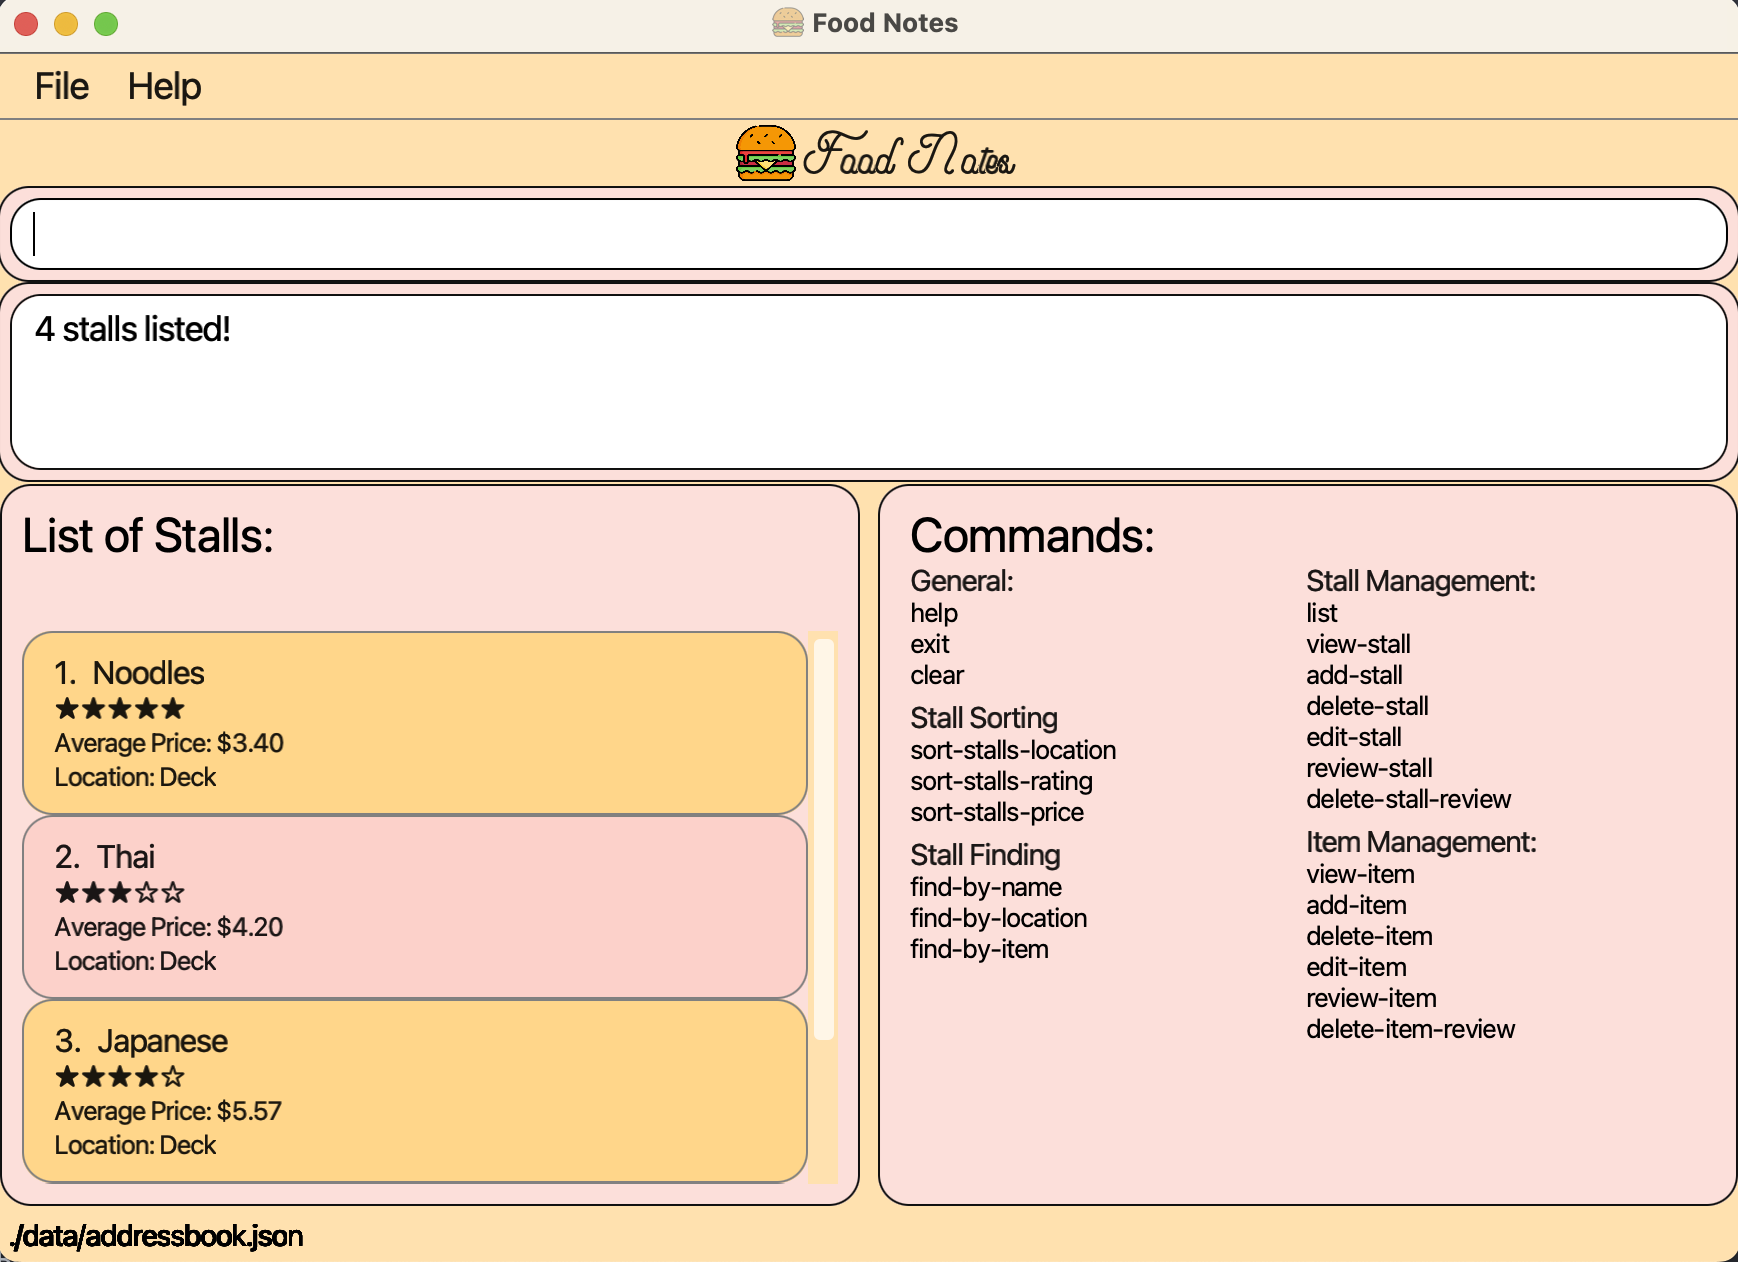 Food Notes
File Help
Food Notes
4 stalls listed!
List of Stalls:
1. Noodles
★★★★★
Average Price: $3.40
Location: Deck
2. Thai
★★★☆☆
Average Price: $4.20
Location: Deck
3. Japanese
★★★★☆
Average Price: $5.57
Location: Deck
Commands:
General:
help
exit
clear
Stall Sorting
sort-stalls-location
sort-stalls-rating
sort-stalls-price
Stall Finding
find-by-name
find-by-location
find-by-item
Stall Management:
list
view-stall
add-stall
delete-stall
edit-stall
review-stall
delete-stall-review
Item Management:
view-item
add-item
delete-item
edit-item
review-item
delete-item-review
./data/addressbook.json